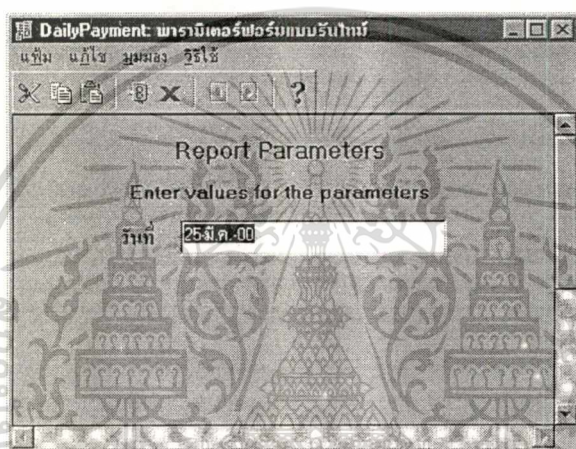 DailyPayment: พารามิเตอร์ฟอร์มแบบรันไทม์
แฟ้ม แก้ไข มุมมอง วิธีใช้
Report Parameters
Enter values for the parameters
วันที่ 25-มี.ค.-00